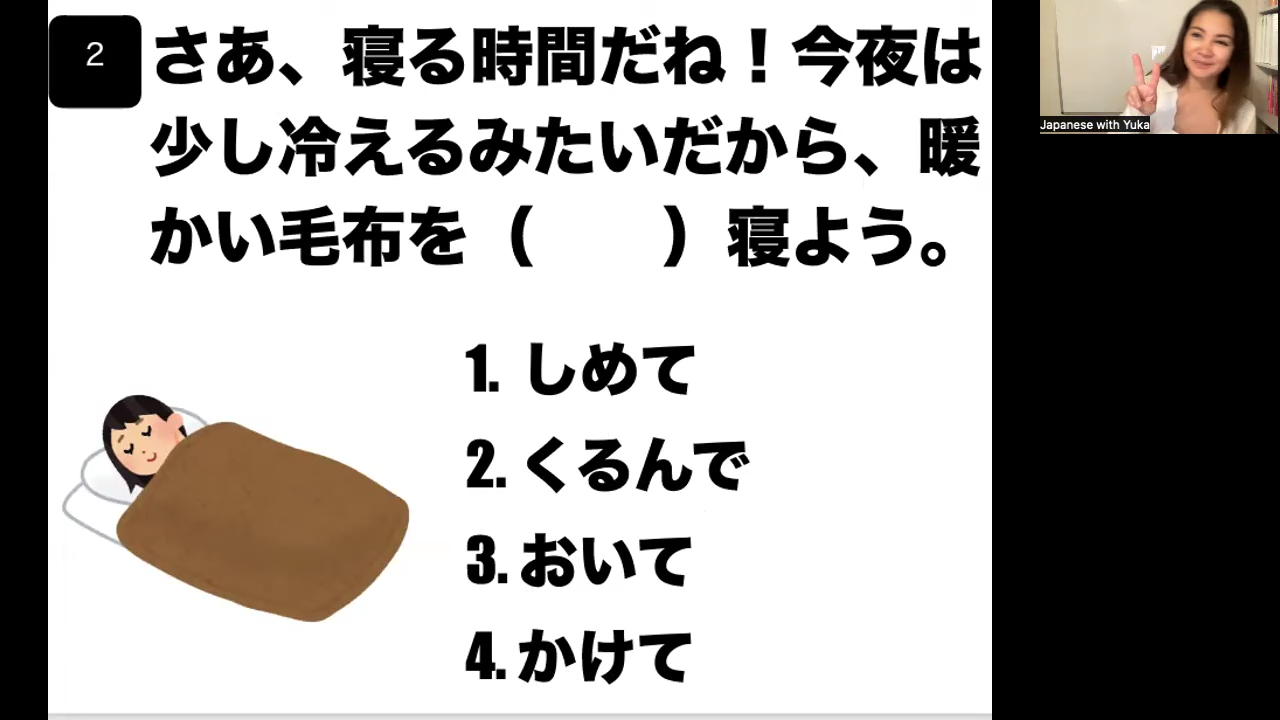 2
さあ、寝る時間だね！今夜は
少し冷えるみたいだから、暖
かい毛布を（　　）寝よう。
1. しめて
2. くるんで
3. おいて
4. かけて
Japanese with Yuka